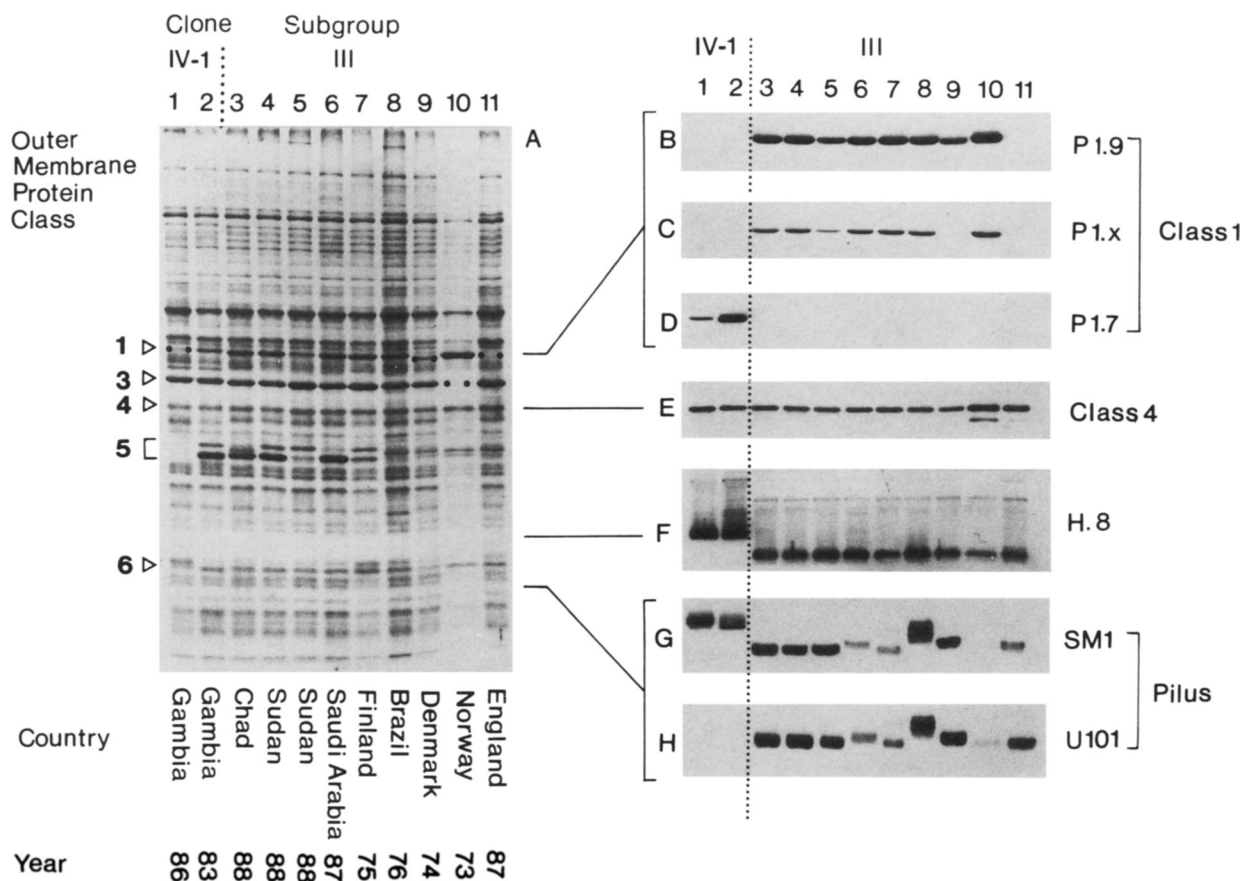 Clone Subgroup
IV-1 III
1 2 3 4 5 6 7 8 9 10 11
Outer
Membrane
Protein
Class
A
1
3
4
5
6
Country
Gambia
Gambia
Chad
Sudan
Sudan
Saudi Arabia
Finland
Brazil
Denmark
Norway
England
Year
86 83 88 88 88 87 75 76 74 73 87
IV-1 III
1 2 3 4 5 6 7 8 9 10 11
B P1.9
C P1.x Class 1
D P1.7
E Class 4
F H.8
G SM1
Pilus
H U101